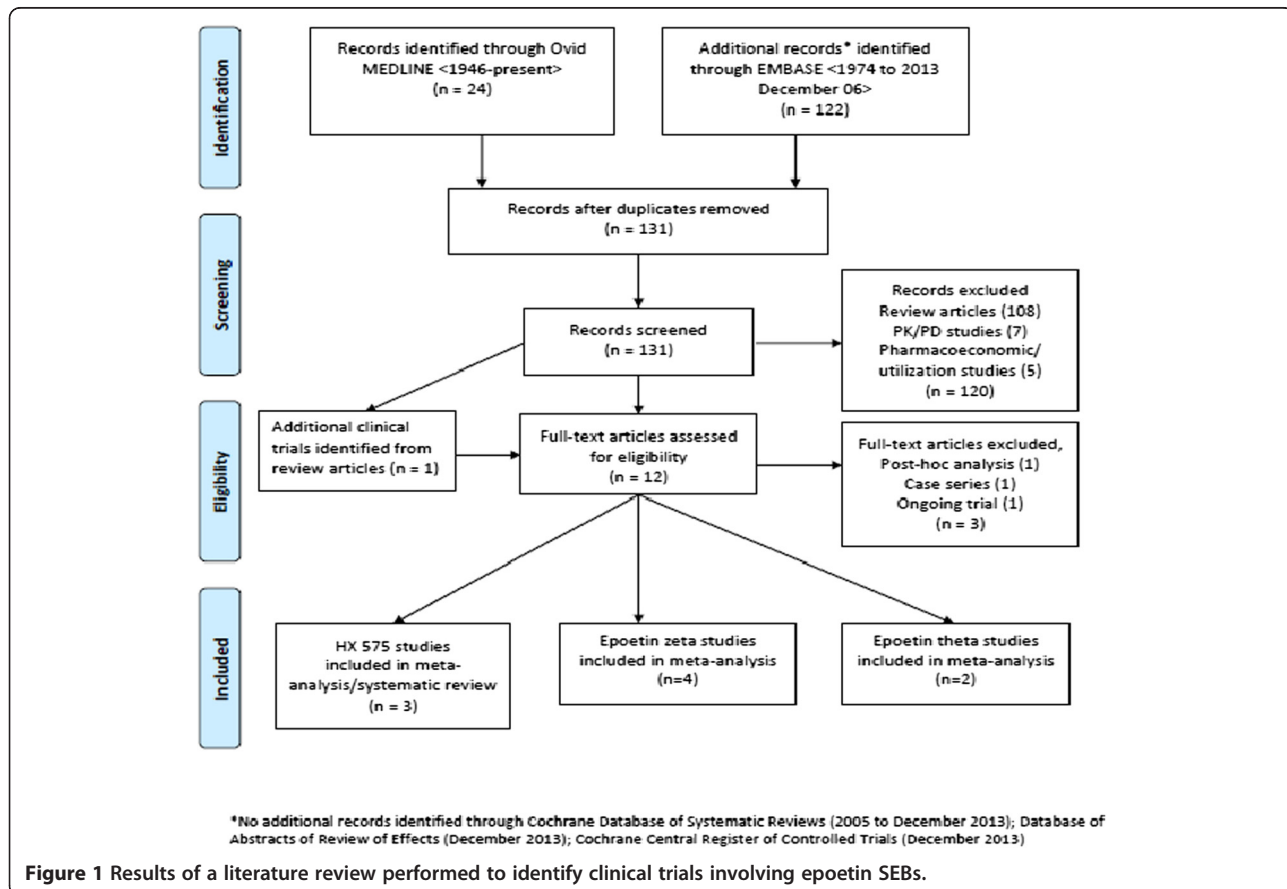 Identification
Records identified through Ovid
MEDLINE <1946-present>
(n = 24)
Additional records* identified
through EMBASE <1974 to 2013
December 06>
(n = 122)
Screening
Records after duplicates removed
(n = 131)
Records screened
(n = 131)
Records excluded
Review articles (108)
PK/PD studies (7)
Pharmacoeconomic/
utilization studies (5)
(n = 120)
Eligibility
Additional clinical
trials identified from
review articles (n = 1)
Full-text articles assessed
for eligibility
(n = 12)
Full-text articles excluded,
Post-hoc analysis (1)
Case series (1)
Ongoing trial (1)
(n = 3)
Included
HX 575 studies
included in meta-
analysis/systematic review
(n = 3)
Epoetin zeta studies
included in meta-analysis
(n=4)
Epoetin theta studies
included in meta-analysis
(n=2)
*No additional records identified through Cochrane Database of Systematic Reviews (2005 to December 2013); Database of
Abstracts of Review of Effects (December 2013); Cochrane Central Register of Controlled Trials (December 2013)
Figure 1 Results of a literature review performed to identify clinical trials involving epoetin SEBs.